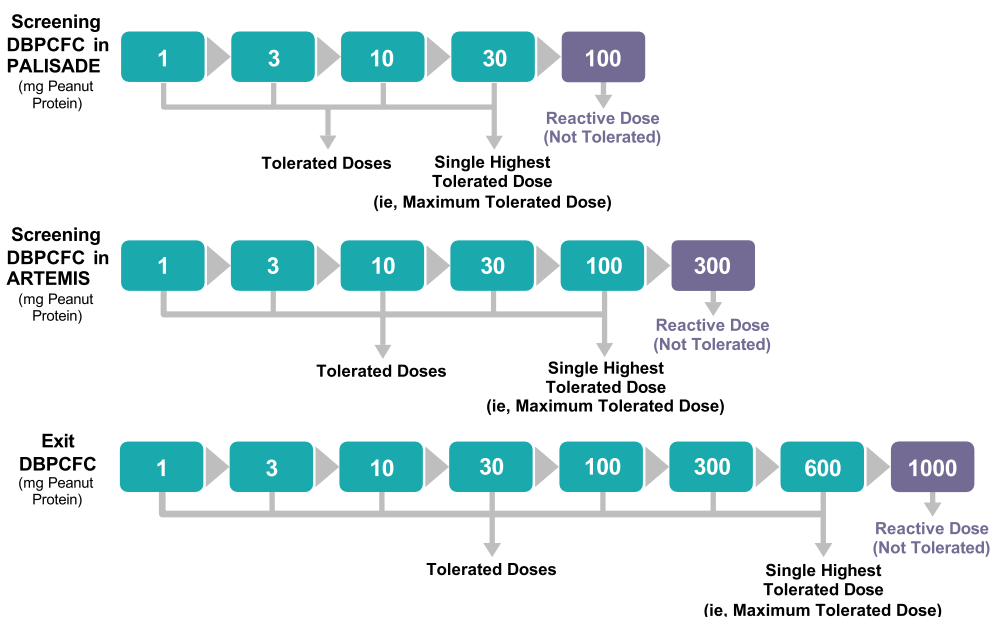 Screening
DBPCFC in
PALISADE
(mg Peanut
Protein)
1
3
10
30
100
Reactive Dose
(Not Tolerated)
Tolerated Doses
Single Highest
Tolerated Dose
(ie, Maximum Tolerated Dose)
Screening
DBPCFC in
ARTEMIS
(mg Peanut
Protein)
1
3
10
30
100
300
Reactive Dose
(Not Tolerated)
Tolerated Doses
Single Highest
Tolerated Dose
(ie, Maximum Tolerated Dose)
Exit
DBPCFC
(mg Peanut
Protein)
1
3
10
30
100
300
600
1000
Reactive Dose
(Not Tolerated)
Tolerated Doses
Single Highest
Tolerated Dose
(ie, Maximum Tolerated Dose)